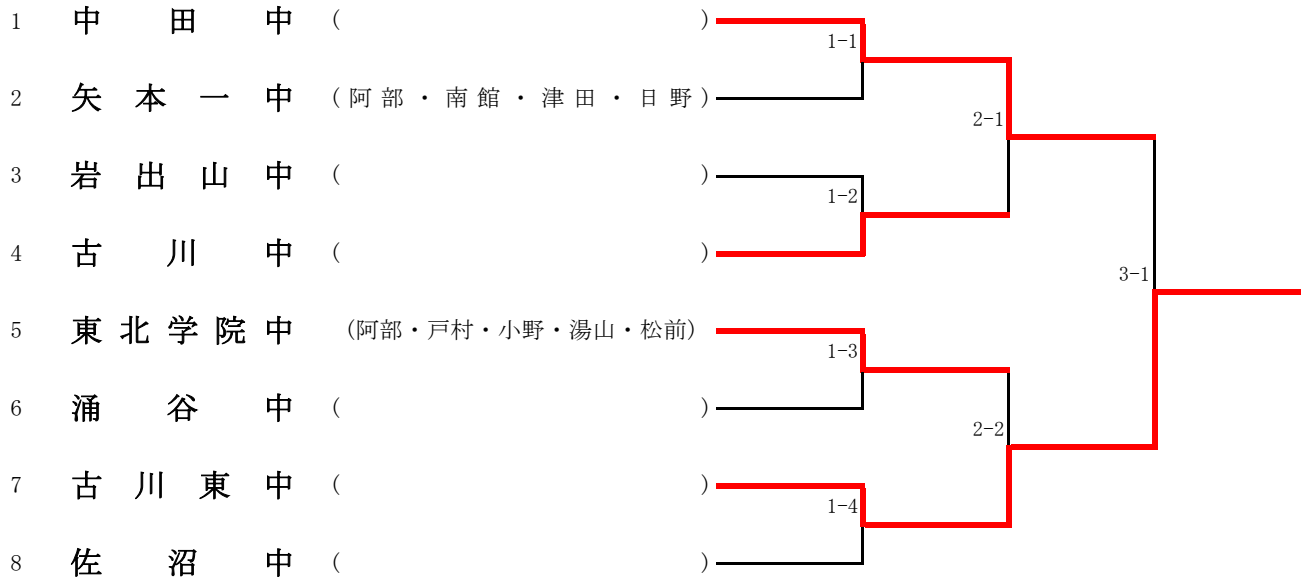 1 中田中 ( )
1-1
2 矢本一中 (阿部・南館・津田・日野)
2-1
3 岩出山中 ( )
1-2
4 古川中 ( )
3-1
5 東北学院中 (阿部・戸村・小野・湯山・松前)
1-3
6 涌谷中 ( )
2-2
7 古川東中 ( )
1-4
8 佐沼中 ( )